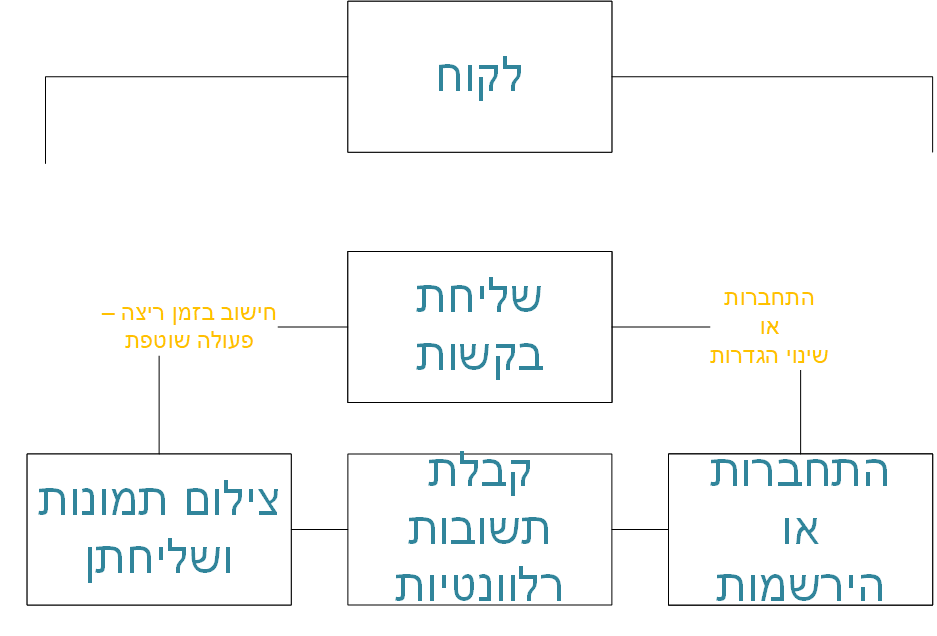 לקוח
שליחת
בקשות
התחברות
או
שינוי הגדרות
חישוב בזמן ריצה –
פעולה שוטפת
התחברות
או
הירשמות
קבלת
תשובות
רלוונטיות
צילום תמונות
ושליחתן